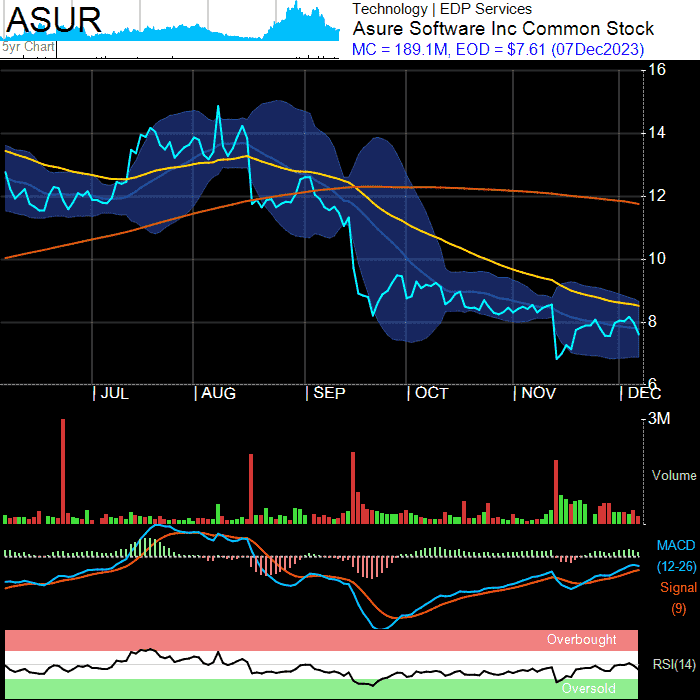 ASUR
5yr Chart
Technology | EDP Services
Asure Software Inc Common Stock
MC = 189.1M, EOD = $7.61 (07Dec2023)
16
14
12
10
8
6
| JUL | AUG | SEP | OCT | NOV | DEC
3M
Volume
MACD
(12-26)
Signal
(9)
Overbought
RSI(14)
Oversold